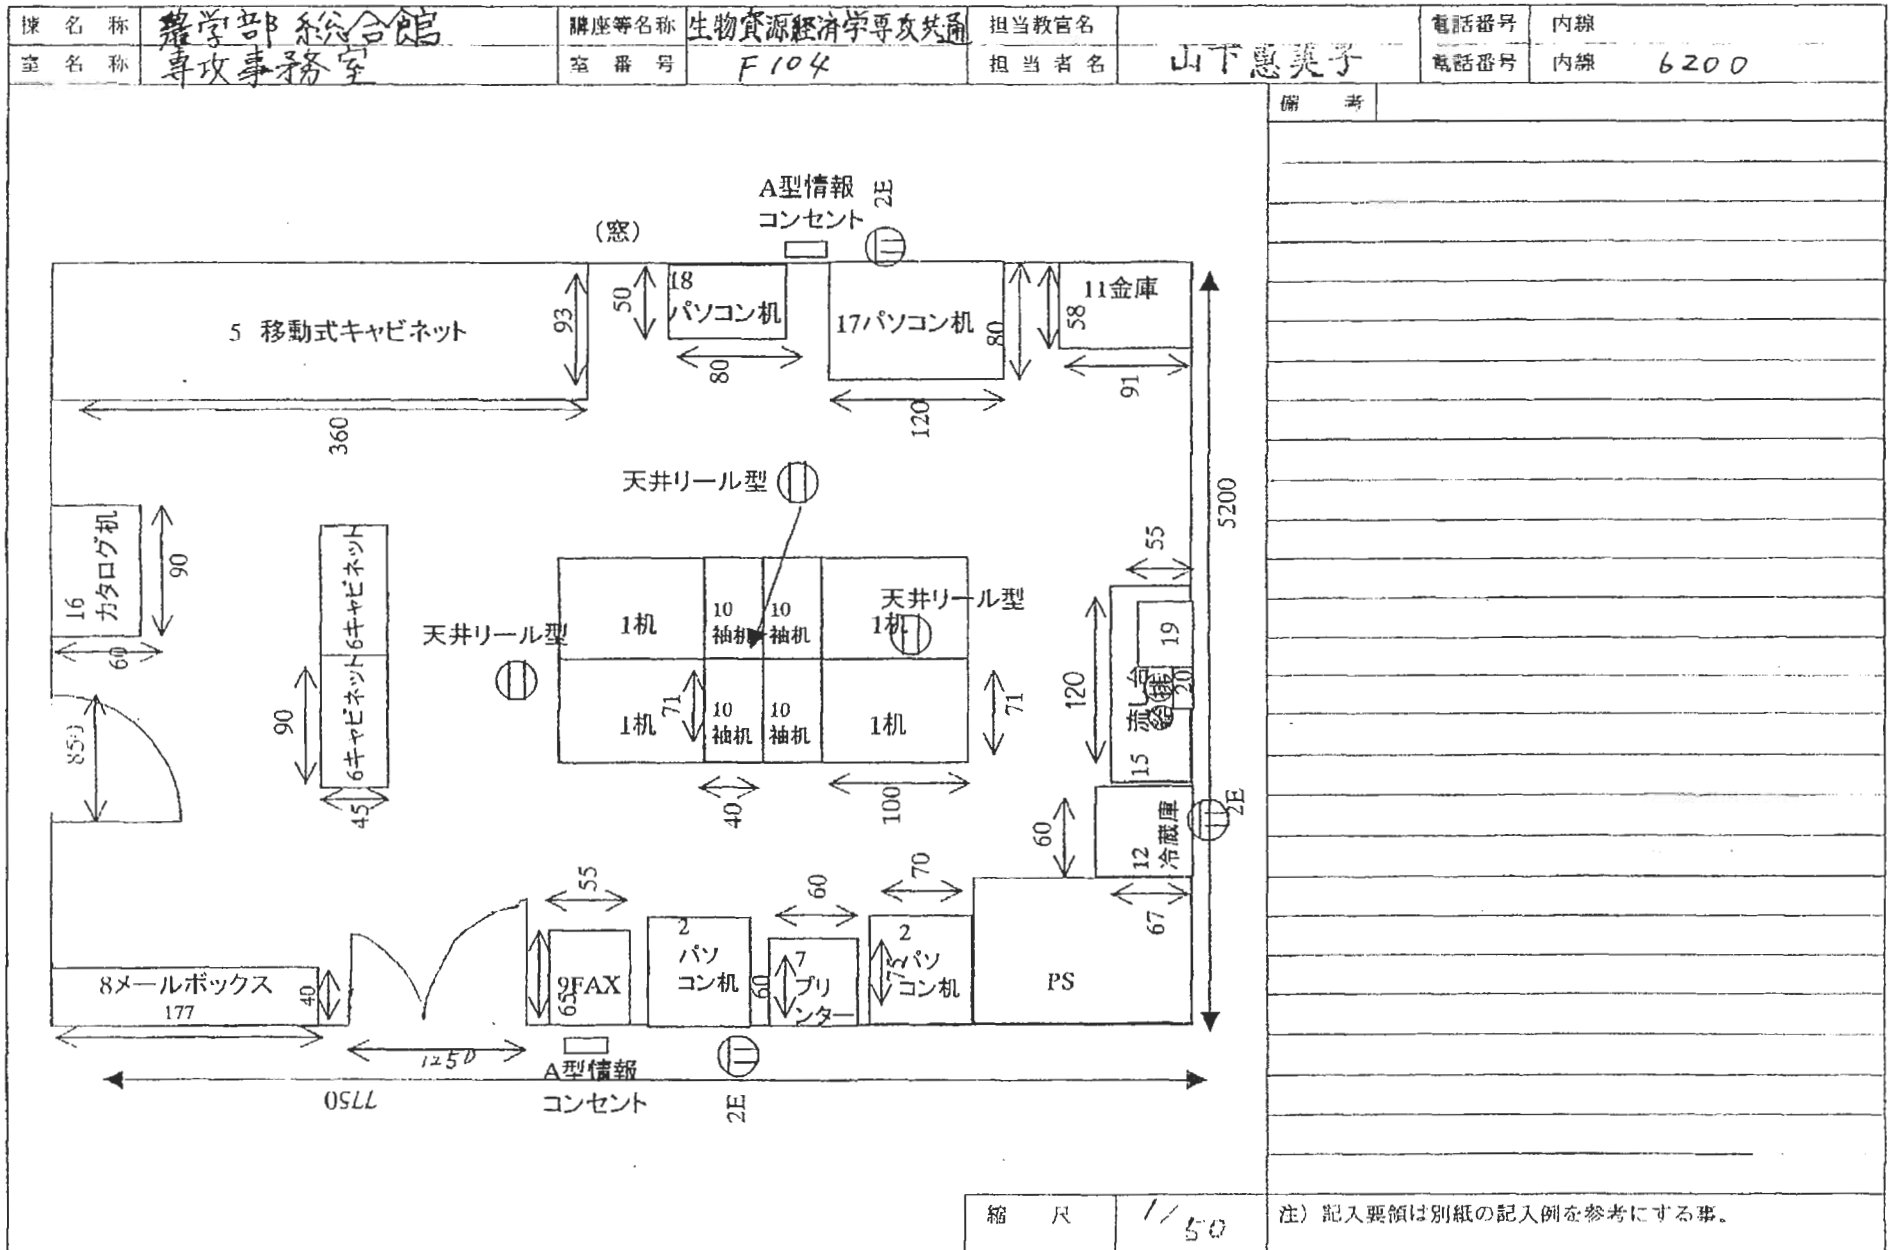 棟名称 農学部 総合館 講座等名称 生物資源経済学専攻共通 担当教官名 電話番号 内線
室名称 専攻事務室 室番号 F104 担当者名 山下恵美子 電話番号 内線 6200
備考
A型情報
コンセント
2E
(窓)
5 移動式キャビネット
93
360
50
18
パソコン机
80
17パソコン机
80
120
58
11金庫
91
5200
天井リール型
16
カタログ机
90
60
850
6キャビネット
6キャビネット
90
45
天井リール型
1机
10
袖机
10
袖机
1机
天井リール型
1机
71
10
袖机
10
袖机
1机
71
40
100
55
120
19
20
流し台
排
給
15
12
冷蔵庫
60
67
2E
8メールボックス
177
40
1250
55
9FAX
65
2
パソ
コン机
60
60
7
プリ
ンター
70
75
2
パソ
コン机
PS
A型情報
コンセント
2E
7750
縮尺 1/50
注) 記入要領は別紙の記入例を参考にする事。